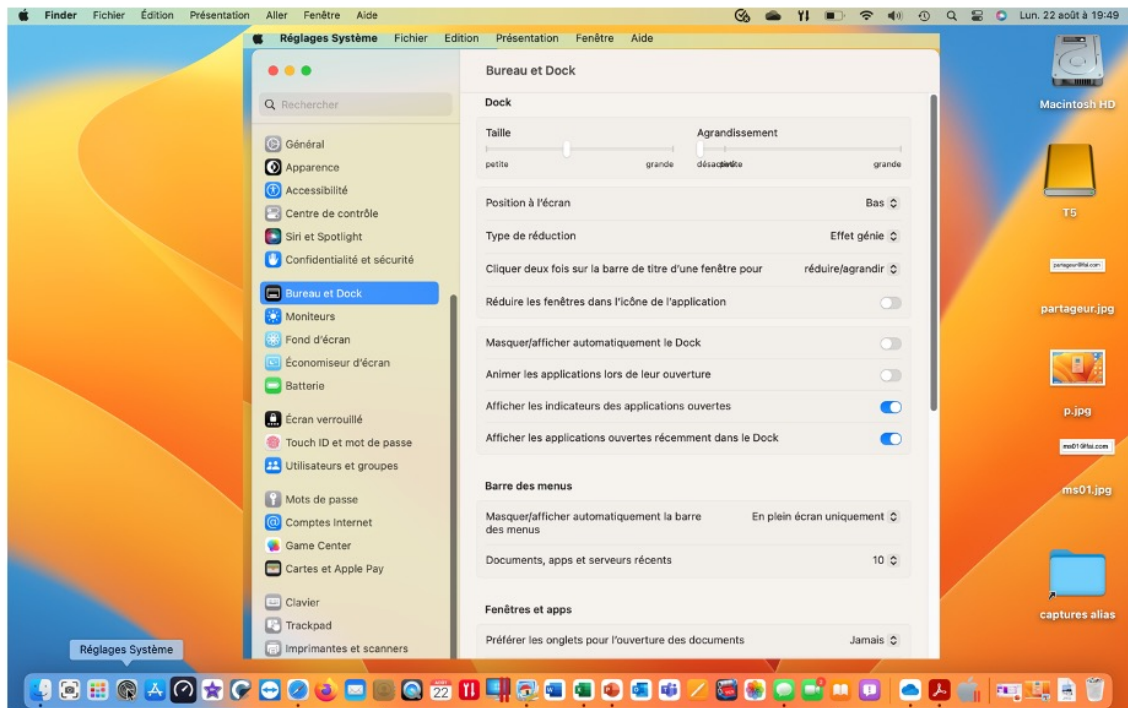 Finder Fichier Édition Présentation Aller Fenêtre Aide
Lun. 22 août à 19:49
Réglages Système Fichier Edition Présentation Fenêtre Aide
Rechercher
Général
Apparence
Accessibilité
Centre de contrôle
Siri et Spotlight
Confidentialité et sécurité
Bureau et Dock
Moniteurs
Fond d'écran
Économiseur d'écran
Batterie
Écran verrouillé
Touch ID et mot de passe
Utilisateurs et groupes
Mots de passe
Comptes Internet
Game Center
Cartes et Apple Pay
Clavier
Trackpad
Imprimantes et scanners
Bureau et Dock
Dock
Taille Agrandissement
petite grande désactivé petite grande
Position à l'écran Bas
Type de réduction Effet génie
Cliquer deux fois sur la barre de titre d'une fenêtre pour réduire/agrandir
Réduire les fenêtres dans l'icône de l'application
Masquer/afficher automatiquement le Dock
Animer les applications lors de leur ouverture
Afficher les indicateurs des applications ouvertes
Afficher les applications ouvertes récemment dans le Dock
Barre des menus
Masquer/afficher automatiquement la barre En plein écran uniquement
des menus
Documents, apps et serveurs récents 10
Fenêtres et apps
Préférer les onglets pour l'ouverture des documents Jamais
Macintosh HD
T5
partageur@fai.com
partageur.jpg
p.jpg
ms01@fai.com
ms01.jpg
captures alias
Réglages Système
22